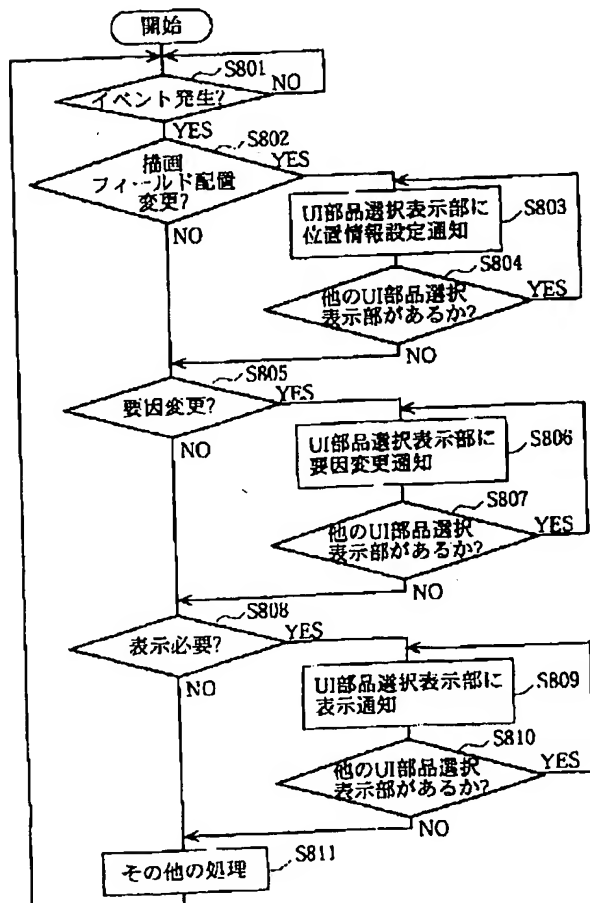 開始
S801
イベント発生?
NO
YES
S802
描画
フィールド配置
変更?
YES
NO
UI部品選択表示部に
位置情報設定通知
S803
S804
他のUI部品選択
表示部があるか?
YES
NO
S805
要因変更?
YES
NO
UI部品選択表示部に
要因変更通知
S806
S807
他のUI部品選択
表示部があるか?
YES
NO
S808
表示必要?
YES
NO
UI部品選択表示部に
表示通知
S809
S810
他のUI部品選択
表示部があるか?
YES
NO
その他の処理
S811